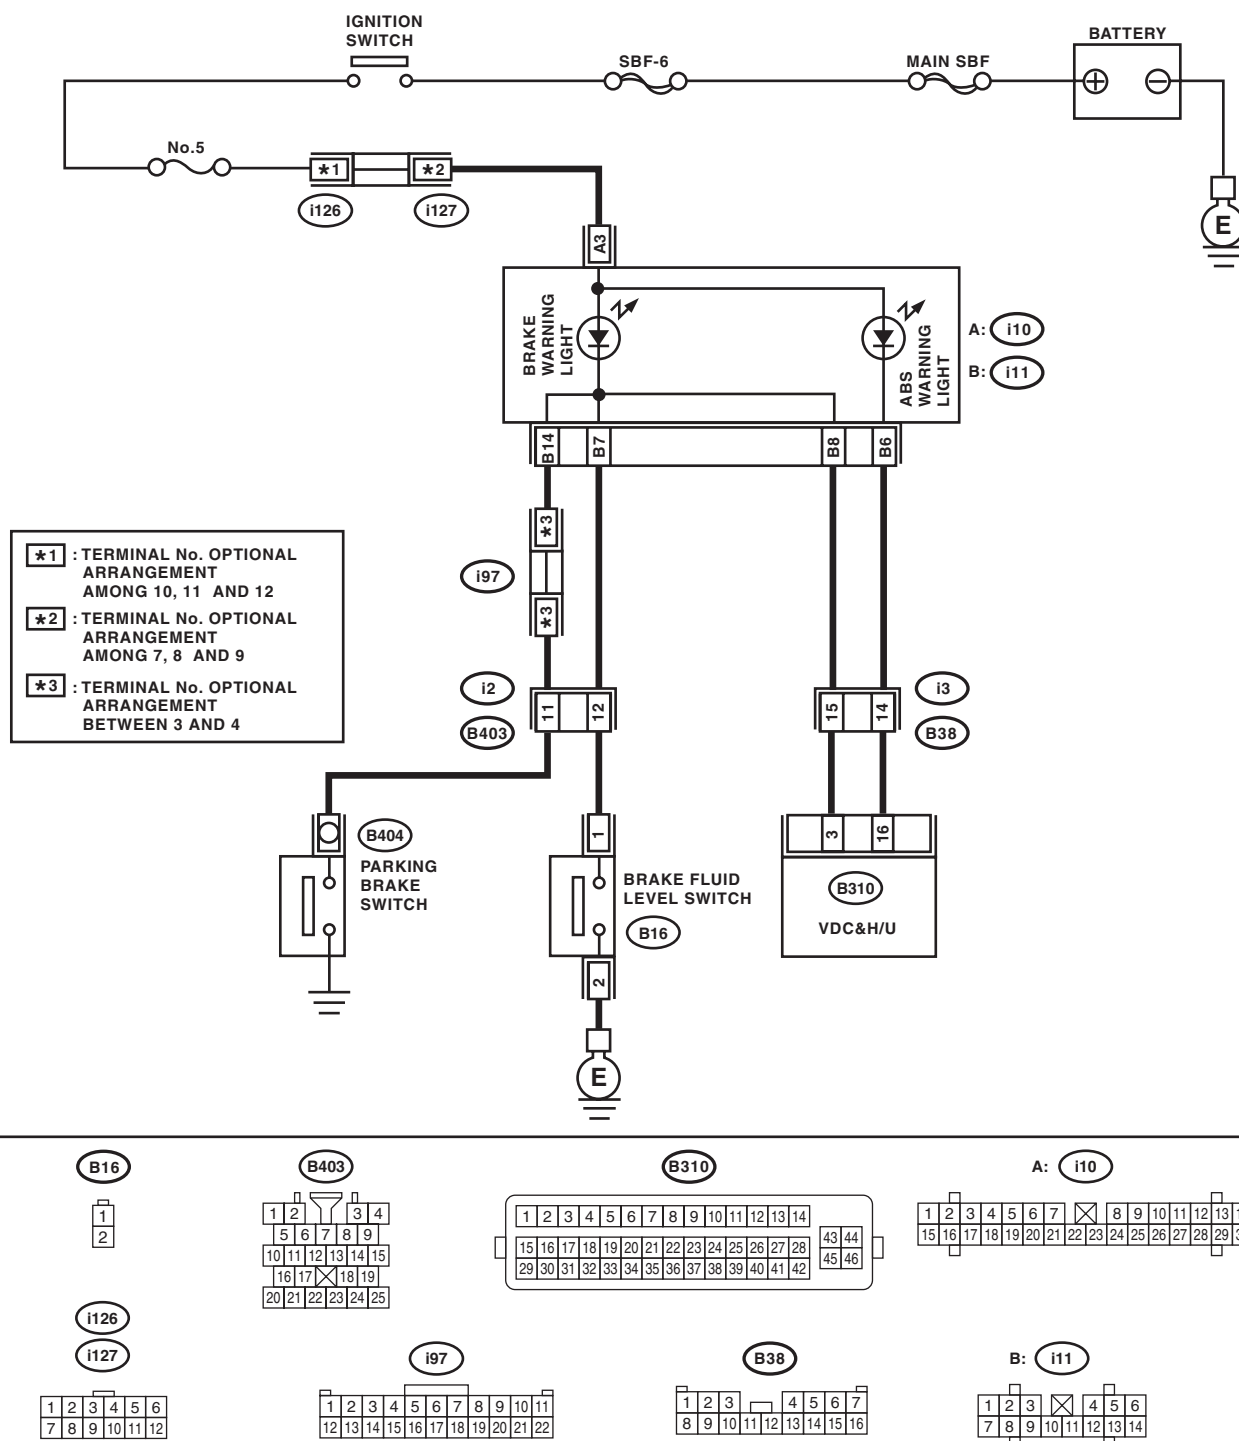 IGNITION
SWITCH
SBF-6
MAIN SBF
BATTERY
No.5
*1
*2
i126
i127
E
A3
BRAKE
WARNING
LIGHT
ABS
WARNING
LIGHT
A: i10
B: i11
B14
B7
B8
B6
*1 : TERMINAL No. OPTIONAL
ARRANGEMENT
AMONG 10, 11 AND 12
*2 : TERMINAL No. OPTIONAL
ARRANGEMENT
AMONG 7, 8 AND 9
*3 : TERMINAL No. OPTIONAL
ARRANGEMENT
BETWEEN 3 AND 4
*3
i97
*3
i2
11 12
B403
i3
15 14
B38
B404
PARKING
BRAKE
SWITCH
1
BRAKE FLUID
LEVEL SWITCH
B16
2
E
3 16
B310
VDC&H/U
B16
1
2
B403
1 2 3 4
5 6 7 8 9
10 11 12 13 14 15
16 17 18 19
20 21 22 23 24 25
B310
1 2 3 4 5 6 7 8 9 10 11 12 13 14
15 16 17 18 19 20 21 22 23 24 25 26 27 28
29 30 31 32 33 34 35 36 37 38 39 40 41 42
43 44
45 46
A: i10
1 2 3 4 5 6 7 8 9 10 11 12 13
15 16 17 18 19 20 21 22 23 24 25 26 27 28 29
i126
i127
1 2 3 4 5 6
7 8 9 10 11 12
i97
1 2 3 4 5 6 7 8 9 10 11
12 13 14 15 16 17 18 19 20 21 22
B38
1 2 3 4 5 6 7
8 9 10 11 12 13 14 15 16
B: i11
1 2 3 4 5 6
7 8 9 10 11 12 13 14